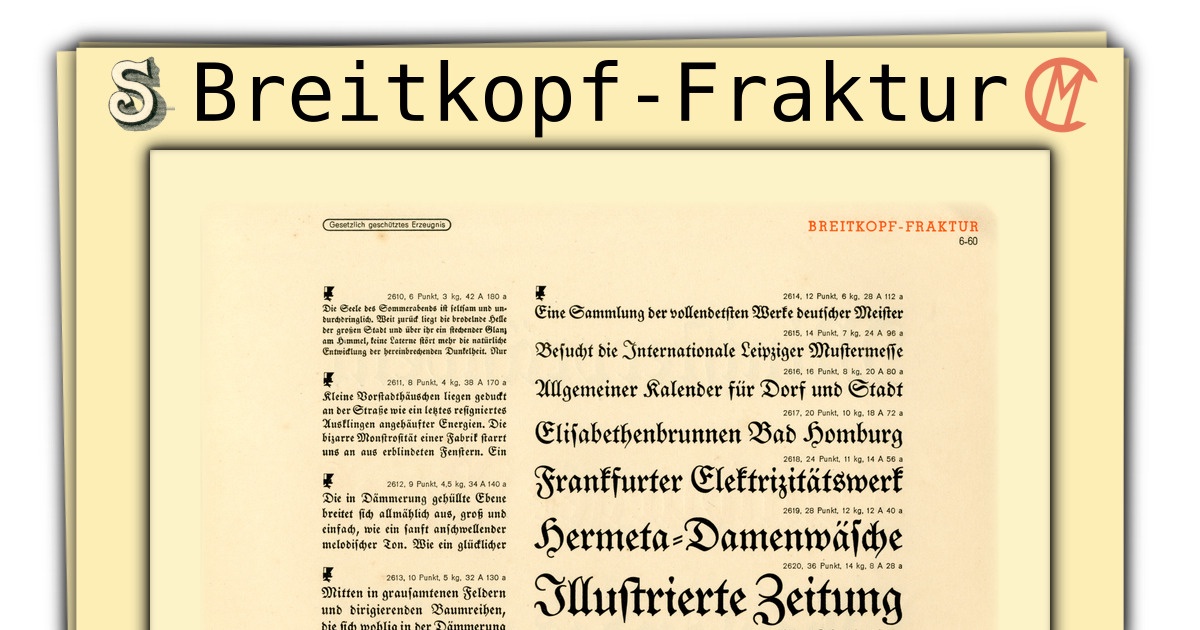 Breitkopf-Fraktur
Gesetzlich geschütztes Erzeugnis
BREITKOPF-FRAKTUR
6-60
2610, 6 Punkt, 3 kg, 42 A 180 a
Die Seele des Sommerabends ist seltsam und un-
durchdringlich. Weit zurück liegt die brodelnde Helle
der großen Stadt und über ihr ein stechender Glanz
am Himmel, keine Laterne stört mehr die natürliche
Entwicklung der hereinbrechenden Dunkelheit. Nur
2611, 8 Punkt, 4 kg, 38 A 170 a
Kleine Vorstadthäuschen liegen geduckt
an der Straße wie ein letztes resigniertes
Ausklingen angehäufter Energien. Die
bizarre Monstrosität einer Fabrik starrt
uns an aus erblindeten Fenstern. Ein
2612, 9 Punkt, 4,5 kg, 34 A 140 a
Die in Dämmerung gehüllte Ebene
breitet sich allmählich aus, groß und
einfach, wie ein sanft anschwellender
melodischer Ton. Wie ein glücklicher
2613, 10 Punkt, 5 kg, 32 A 130 a
Mitten in grausamtenen Feldern
und dirigierenden Baumreihen,
die sich wohlig in der Dämmerung
2614, 12 Punkt, 6 kg, 28 A 112 a
Eine Sammlung der vollendetsten Werke deutscher Meister
2615, 14 Punkt, 7 kg, 24 A 96 a
Besucht die Internationale Leipziger Mustermesse
2616, 16 Punkt, 8 kg, 20 A 80 a
Allgemeiner Kalender für Dorf und Stadt
2617, 20 Punkt, 10 kg, 18 A 72 a
Elisabethenbrunnen Bad Homburg
2618, 24 Punkt, 11 kg, 14 A 56 a
Frankfurter Elektrizitätswerk
2619, 28 Punkt, 12 kg, 12 A 40 a
Hermeta-Damenwäsche
2620, 36 Punkt, 14 kg, 8 A 28 a
Illustrierte Zeitung